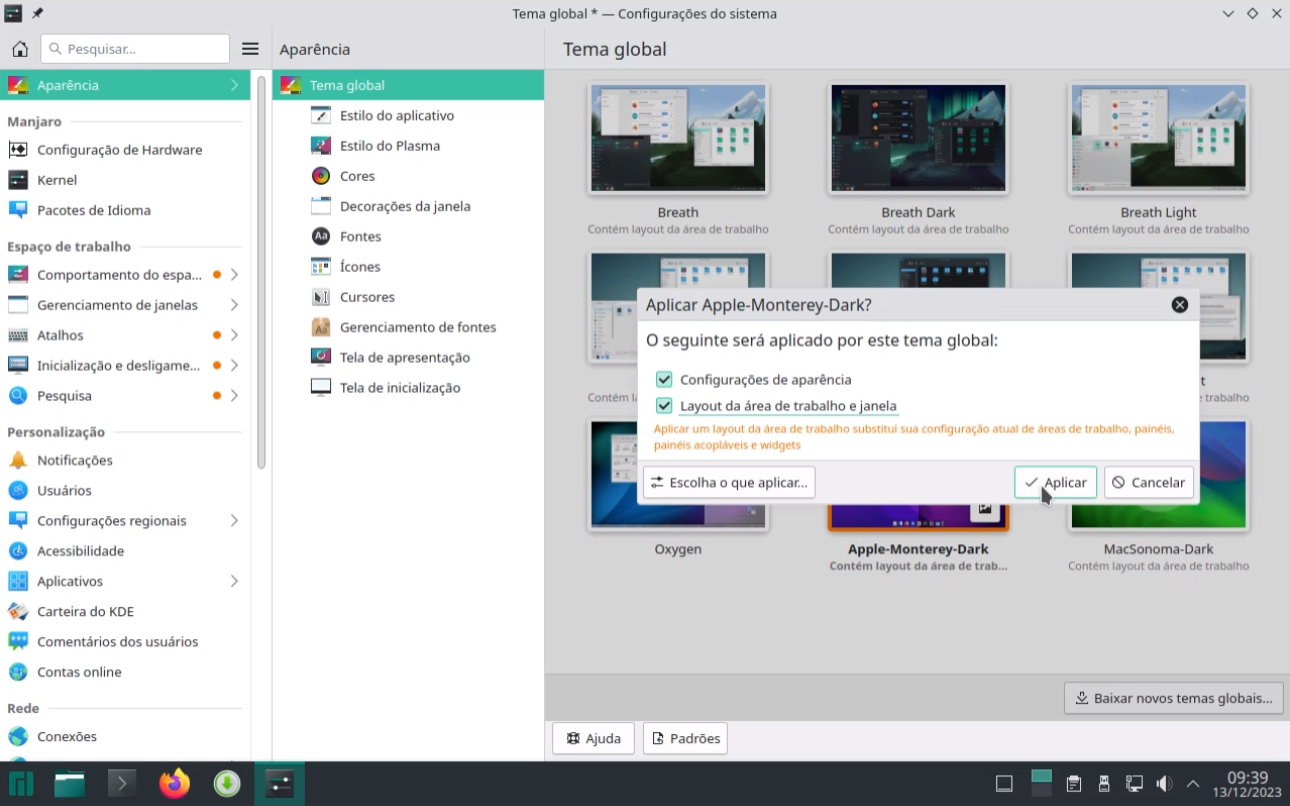 Tema global * — Configurações do sistema
Pesquisar...
Aparência
Tema global
Aparência
Manjaro
Configuração de Hardware
Kernel
Pacotes de Idioma
Espaço de trabalho
Comportamento do espa...
Gerenciamento de janelas
Atalhos
Inicialização e desligame...
Pesquisa
Personalização
Notificações
Usuários
Configurações regionais
Acessibilidade
Aplicativos
Carteira do KDE
Comentários dos usuários
Contas online
Rede
Conexões
Tema global
Estilo do aplicativo
Estilo do Plasma
Cores
Decorações da janela
Fontes
Ícones
Cursores
Gerenciamento de fontes
Tela de apresentação
Tela de inicialização
Breath
Breath Dark
Breath Light
Contém layout da área de trabalho
Contém layout da área de trabalho
Contém layout da área de trabalho
Aplicar Apple-Monterey-Dark?
O seguinte será aplicado por este tema global:
Configurações de aparência
Layout da área de trabalho e janela
Aplicar um layout da área de trabalho substitui sua configuração atual de áreas de trabalho, painéis,
painéis acopláveis e widgets
Escolha o que aplicar...
Aplicar
Cancelar
Oxygen
Apple-Monterey-Dark
MacSonoma-Dark
Contém layout da área de trab...
Contém layout da área de trabalho
Baixar novos temas globais...
Ajuda
Padrões
09:39
13/12/2023